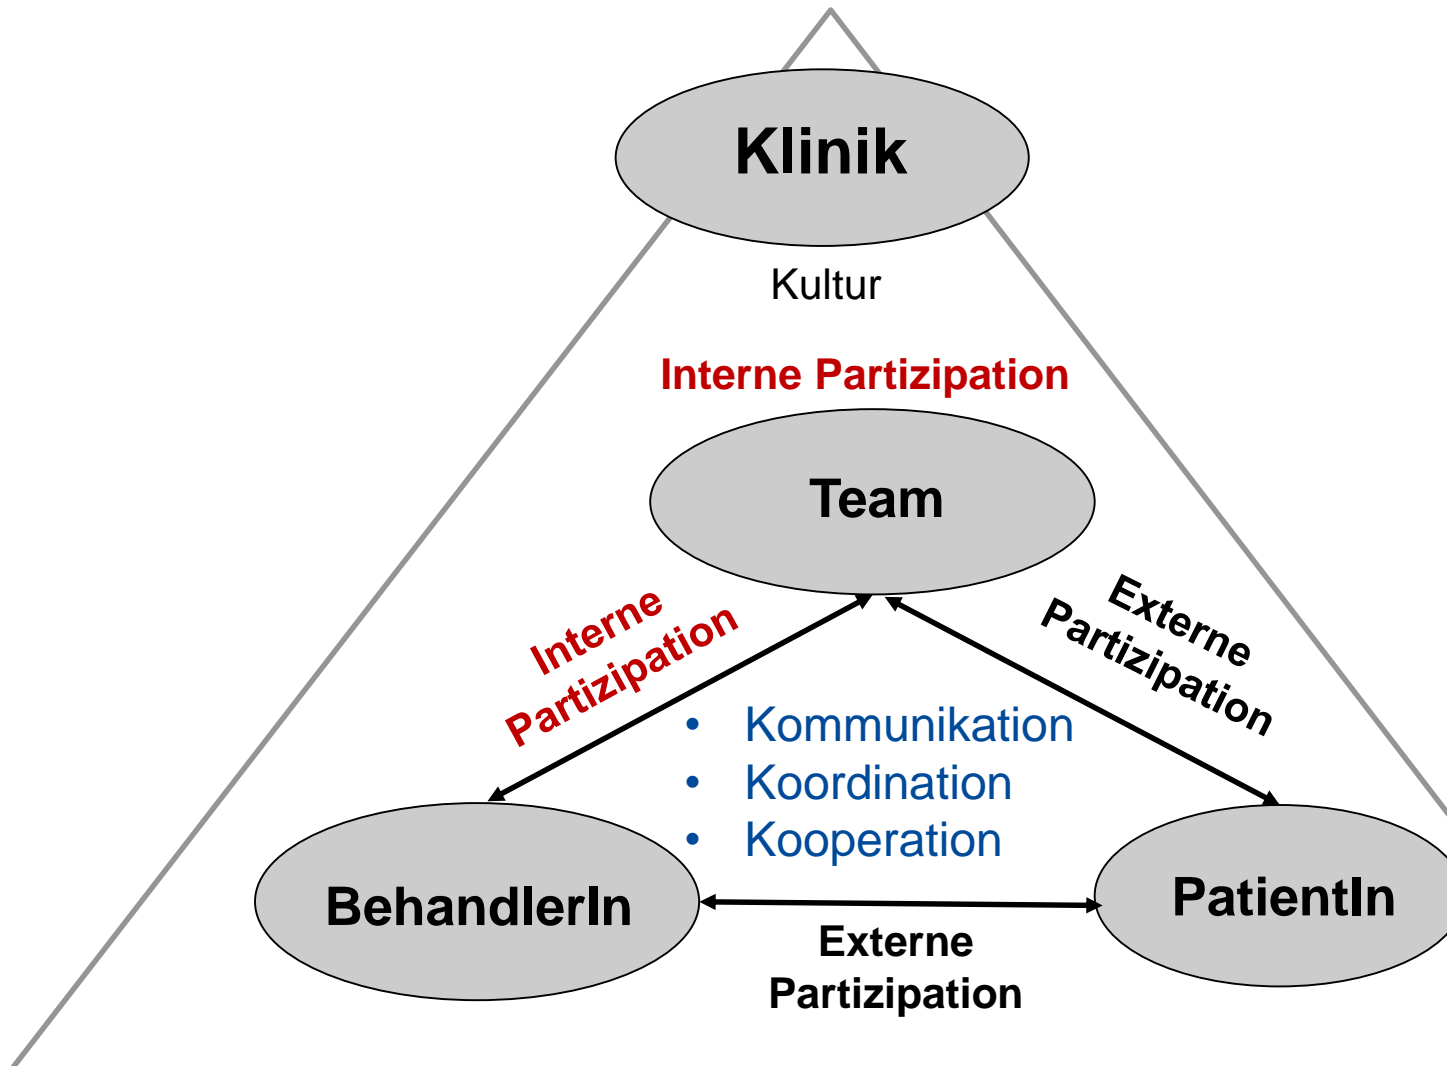 Klinik
Kultur
Interne Partizipation
Team
Interne
Partizipation
Externe
Partizipation
• Kommunikation
• Koordination
• Kooperation
BehandlerIn
PatientIn
Externe
Partizipation